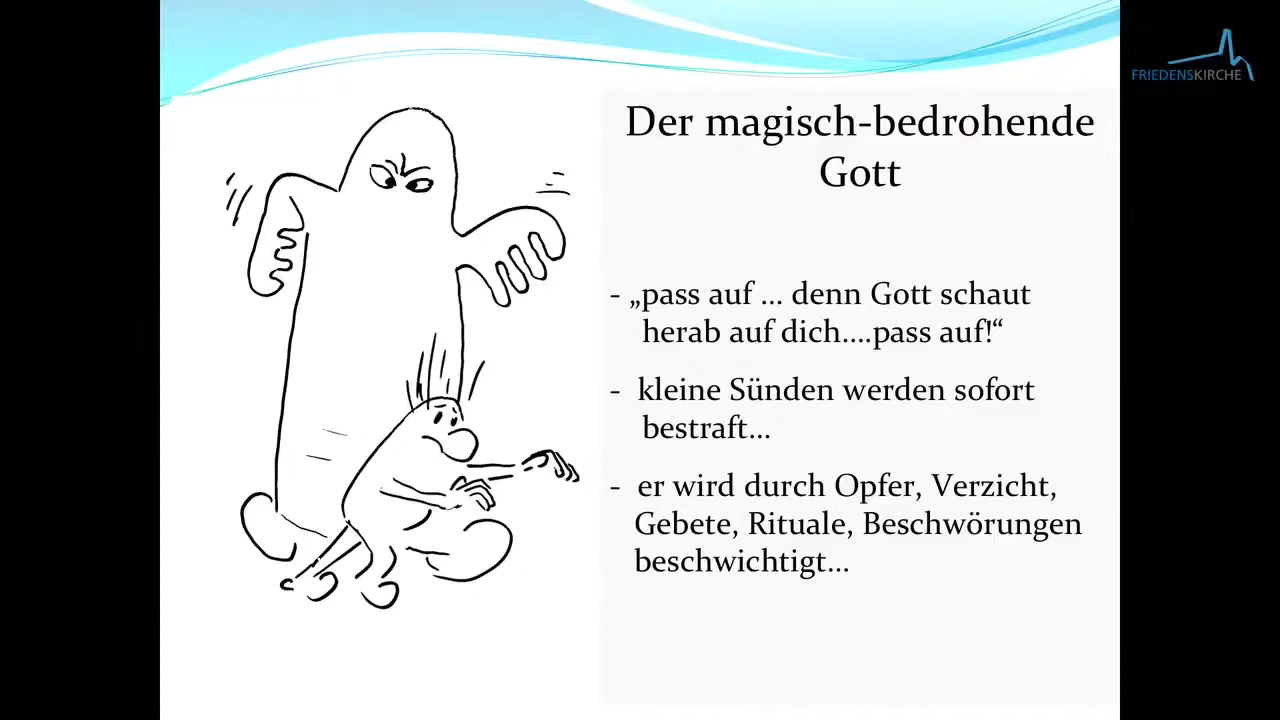 FRIEDENSKIRCHE
Der magisch-bedrohende
Gott
- „pass auf ... denn Gott schaut
herab auf dich....pass auf!“
- kleine Sünden werden sofort
bestraft...
- er wird durch Opfer, Verzicht,
Gebete, Rituale, Beschwörungen
beschwichtigt...